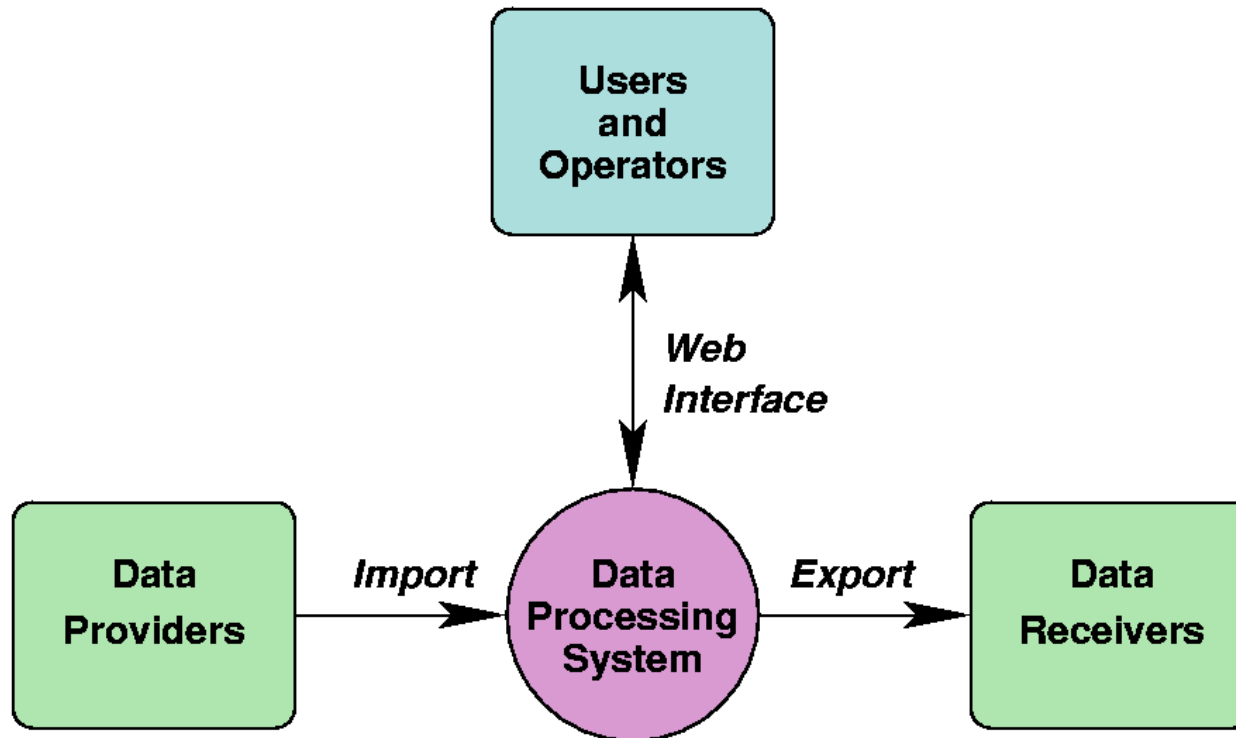 Users
and
Operators
Web
Interface
Data
Providers
Import
Data
Processing
System
Export
Data
Receivers